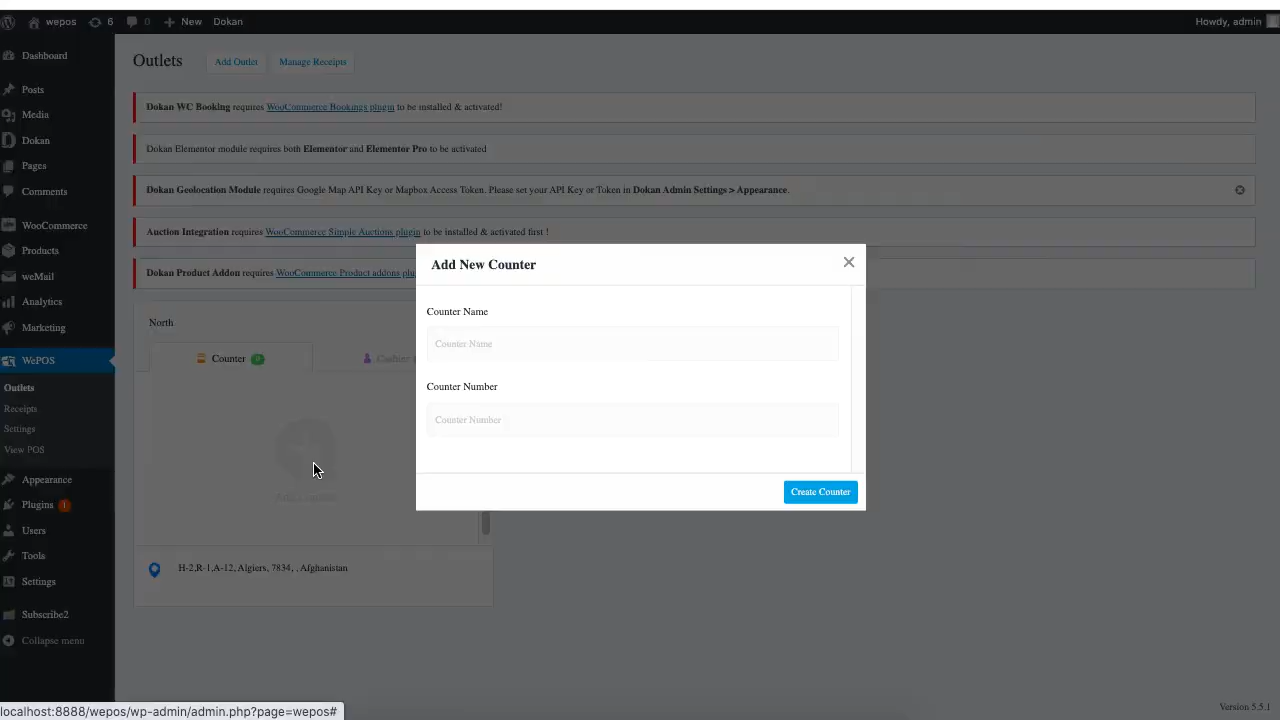 wepos 6 0 New Dokan Howdy, admin
Dashboard
Posts
Media
Dokan
Pages
Comments
WooCommerce
Products
weMail
Analytics
Marketing
WePOS
Outlets
Receipts
Settings
View POS
Appearance
Plugins 1
Users
Tools
Settings
Subscribe2
Collapse menu
Outlets Add Outlet Manage Receipts
Dokan WC Booking requires WooCommerce Bookings plugin to be installed & activated!
Dokan Elementor module requires both Elementor and Elementor Pro to be activated
Dokan Geolocation Module requires Google Map API Key or Mapbox Access Token. Please set your API Key or Token in Dokan Admin Settings > Appearance.
Auction Integration requires WooCommerce Simple Auctions plugin to be installed & activated first !
Dokan Product Addon requires WooCommerce Product addons plu
North
Counter 0 Cashier
H-2,R-1,A-12, Algiers, 7834, , Afghanistan
Add New Counter
Counter Name
Counter Name
Counter Number
Counter Number
Create Counter
Version 5.5.1
localhost:8888/wepos/wp-admin/admin.php?page=wepos#